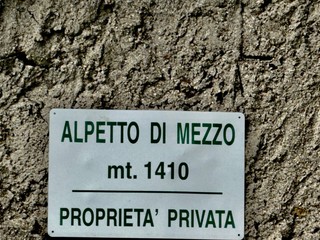 ALPETTO DI MEZZO
mt. 1410
PROPRIETA' PRIVATA